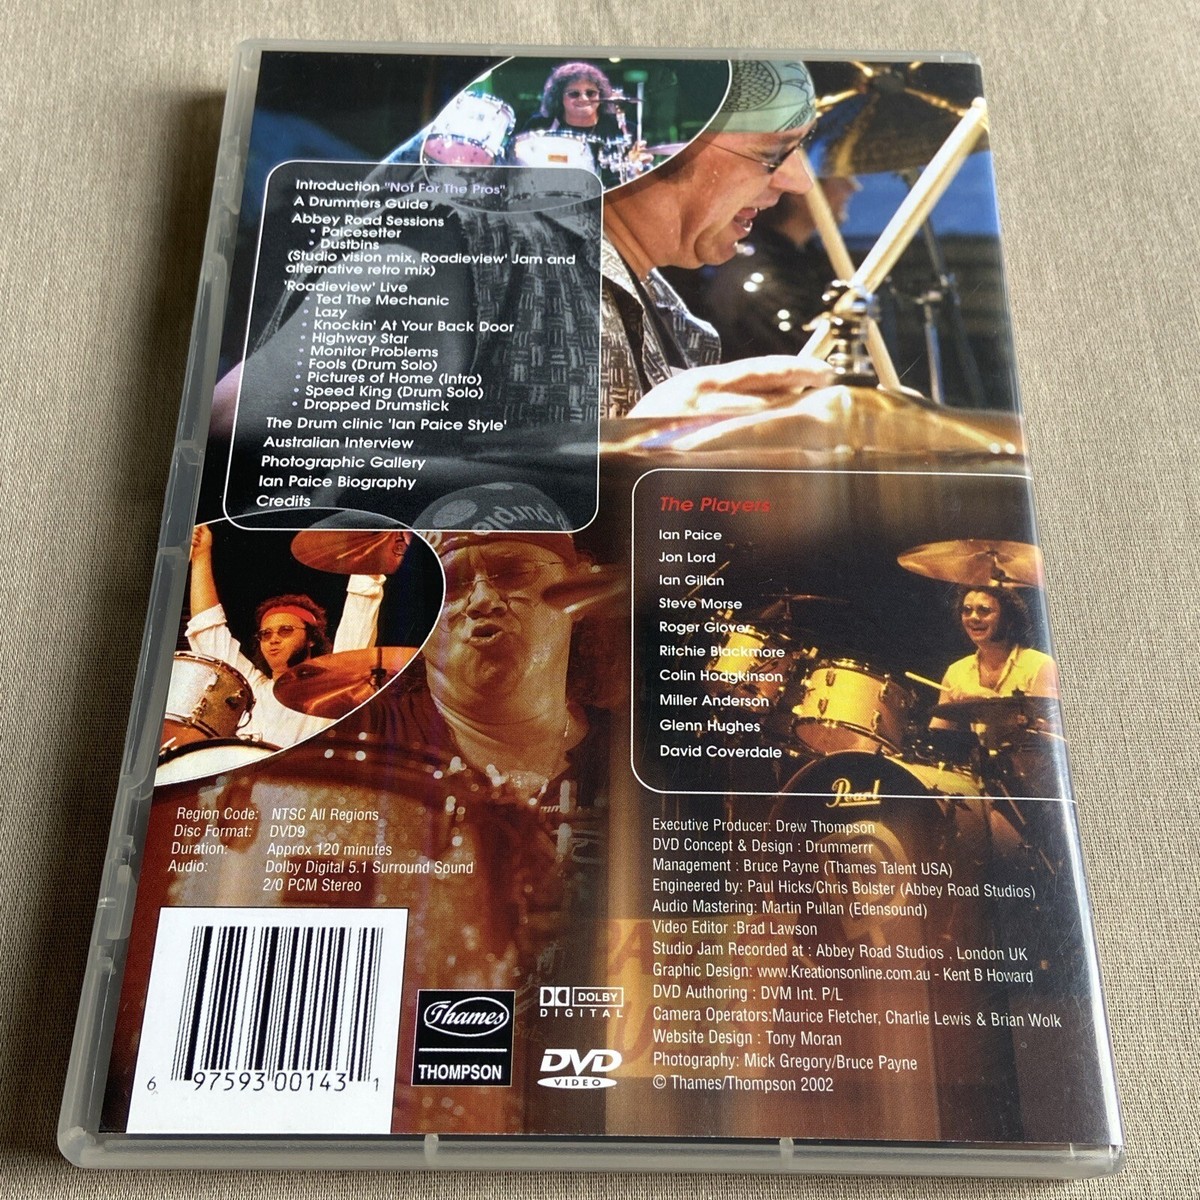 Introduction "Not For The Pros"
A Drummers Guide
Abbey Road Sessions
• Paicesetter
• Dustbins
(Studio vision mix, Roadieview' Jam and
alternative retro mix)
'Roadieview' Live
• Ted The Mechanic
• Lazy
• Knockin' At Your Back Door
• Highway Star
• Monitor Problems
• Fools (Drum Solo)
• Pictures of Home (Intro)
• Speed King (Drum Solo)
• Dropped Drumstick
The Drum clinic 'Ian Paice Style'
Australian Interview
Photographic Gallery
Ian Paice Biography
Credits
The Players
Ian Paice
Jon Lord
Ian Gillan
Steve Morse
Roger Glover
Ritchie Blackmore
Colin Hodgkinson
Miller Anderson
Glenn Hughes
David Coverdale
Pearl
Region Code: NTSC All Regions
Disc Format: DVD9
Duration: Approx 120 minutes
Audio: Dolby Digital 5.1 Surround Sound
2/0 PCM Stereo
6 97593 00143 1
Thames
THOMPSON
DOLBY
DIGITAL
DVD
VIDEO
Executive Producer: Drew Thompson
DVD Concept & Design : Drummerrr
Management : Bruce Payne (Thames Talent USA)
Engineered by: Paul Hicks/Chris Bolster (Abbey Road Studios)
Audio Mastering: Martin Pullan (Edensound)
Video Editor :Brad Lawson
Studio Jam Recorded at : Abbey Road Studios , London UK
Graphic Design: www.Kreationsonline.com.au - Kent B Howard
DVD Authoring : DVM Int. P/L
Camera Operators:Maurice Fletcher, Charlie Lewis & Brian Wolk
Website Design : Tony Moran
Photography: Mick Gregory/Bruce Payne
© Thames/Thompson 2002